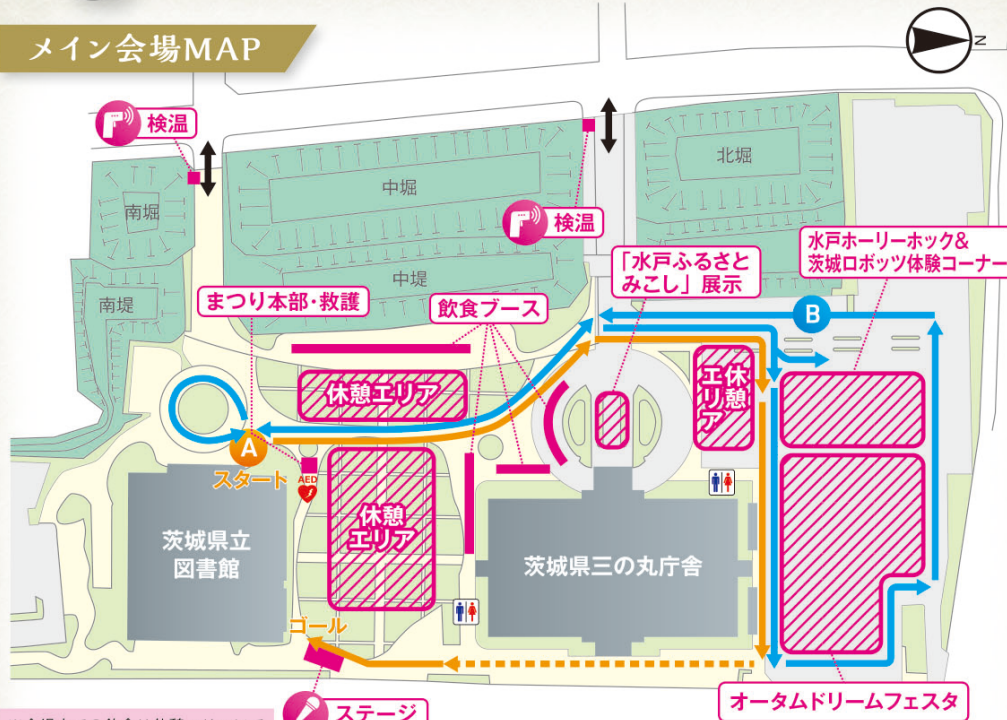 メイン会場MAP
N
検温
検温
北堀
中堀
南堀
水戸ホーリーホック&
茨城ロボッツ体験コーナー
「水戸ふるさと
みこし」展示
中堤
南堤
まつり本部・救護
飲食ブース
B
休憩エリア
休憩
エリア
A
スタート
AED
休憩
エリア
茨城県立
図書館
茨城県三の丸庁舎
ゴール
オータムドリームフェスタ
ステージ